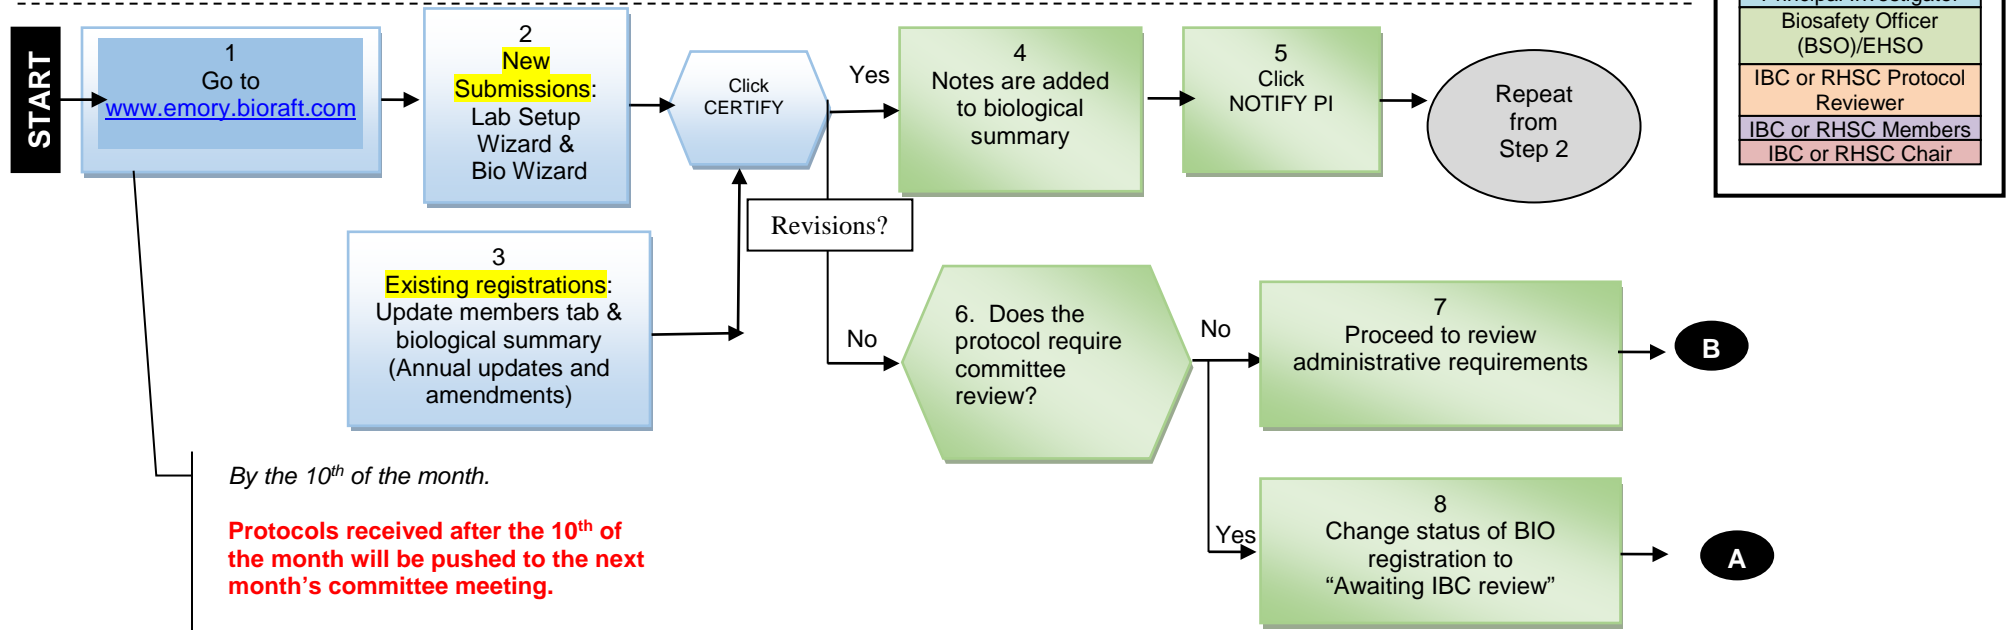 START
1
Go to
www.emory.bioraft.com
2
New
Submissions:
Lab Setup
Wizard &
Bio Wizard
Click
CERTIFY
Yes
4
Notes are added
to biological
summary
5
Click
NOTIFY PI
Repeat
from
Step 2
Principal Investigator
Biosafety Officer
(BSO)/EHSO
IBC or RHSC Protocol
Reviewer
IBC or RHSC Members
IBC or RHSC Chair
Revisions?
3
Existing registrations:
Update members tab &
biological summary
(Annual updates and
amendments)
No
6. Does the
protocol require
committee
review?
No
7
Proceed to review
administrative requirements
B
By the 10th of the month.
Protocols received after the 10th of
the month will be pushed to the next
month’s committee meeting.
Yes
8
Change status of BIO
registration to
“Awaiting IBC review”
A